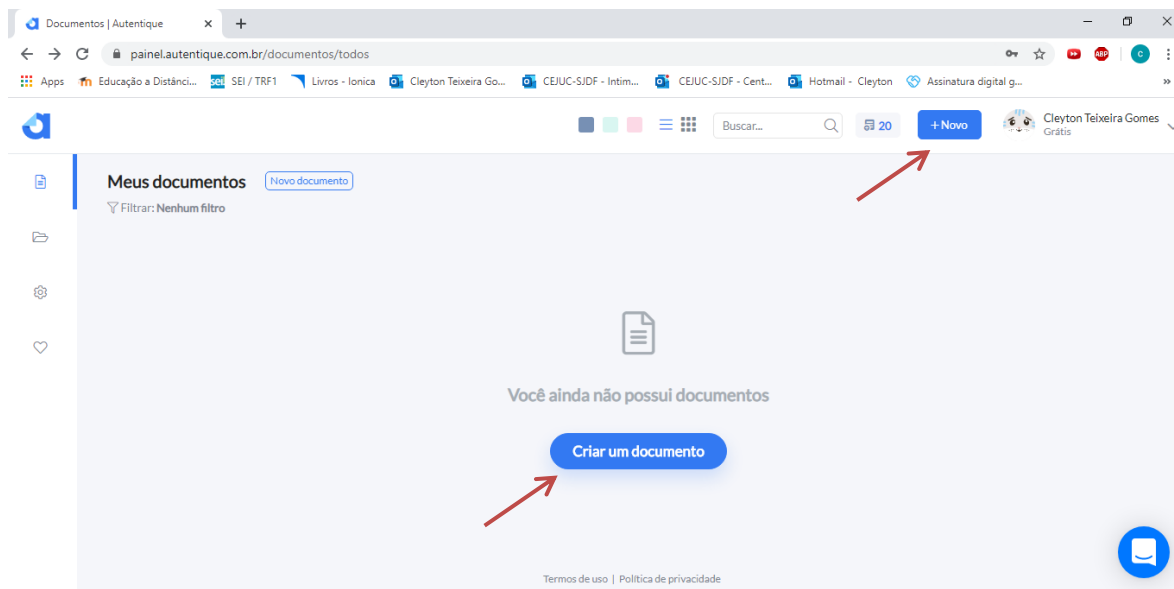 Documentos | Autentique
painel.autentique.com.br/documentos/todos
ABP
C
Apps
Educação a Distânci...
sei SEI / TRF1
Livros - Ionica
Cleyton Teixeira Go...
CEJUC-SJDF - Intim...
CEJUC-SJDF - Cent...
Hotmail - Cleyton
Assinatura digital g...
Buscar...
20
+ Novo
Cleyton Teixeira Gomes
Grátis
Meus documentos
Novo documento
Filtrar: Nenhum filtro
Você ainda não possui documentos
Criar um documento
Termos de uso | Política de privacidade